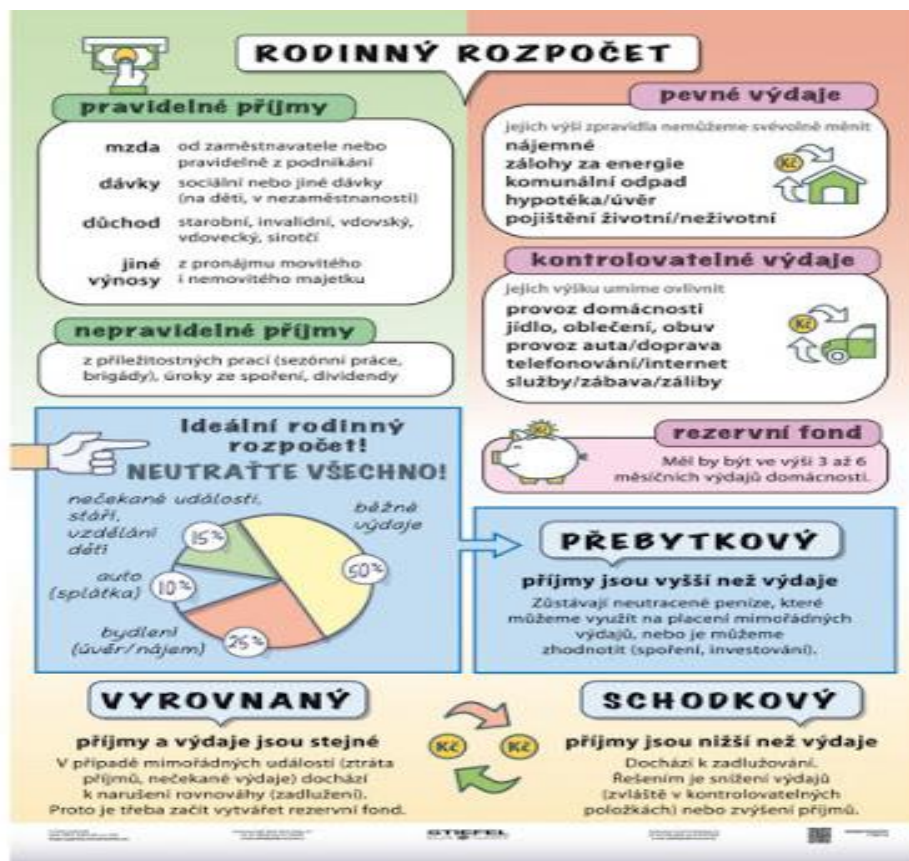 RODINNÝ ROZPOČET
pravidelné příjmy
mzda od zaměstnavatele nebo
pravidelně z podnikání
dávky sociální nebo jiné dávky
(na děti, v nezaměstnanosti)
důchod starobní, invalidní, vdovský,
vdovecký, sirotčí
jiné z pronájmu movitého
výnosy i nemovitého majetku
nepravidelné příjmy
z příležitostných prací (sezónní práce,
brigády), úroky ze spoření, dividendy
pevné výdaje
jejich výši zpravidla nemůžeme svévolně měnit
nájemné
zálohy za energie
komunální odpad
hypotéka/úvěr
pojištění životní/neživotní
Kč
kontrolovatelné výdaje
jejich výšku umíme ovlivnit
provoz domácnosti
jídlo, oblečení, obuv
provoz auta/doprava
telefonování/internet
služby/zábava/záliby
Kč
rezervní fond
Měl by být ve výši 3 až 6
měsíčních výdajů domácnosti.
Kč
Ideální rodinný
rozpočet!
NEUTRAŤTE VŠECHNO!
nečekané události,
stáří,
vzdělání
dětí
15%
běžné
výdaje
50%
auto
(splátka)
10%
bydlení
(úvěr/nájem)
25%
PŘEBYTKOVÝ
příjmy jsou vyšší než výdaje
Zůstávají neutracené peníze, které
můžeme využít na placení mimořádných
výdajů, nebo je můžeme
zhodnotit (spoření, investování).
VYROVNANÝ
příjmy a výdaje jsou stejné
V případě mimořádných událostí (ztráta
příjmů, nečekané výdaje) dochází
k narušení rovnováhy (zadlužení).
Proto je třeba začít vytvářet rezervní fond.
Kč
Kč
SCHODKOVÝ
příjmy jsou nižší než výdaje
Dochází k zadlužování.
Řešením je snížení výdajů
(zvláště v kontrolovatelných
položkách) nebo zvýšení příjmů.
STIEFEL